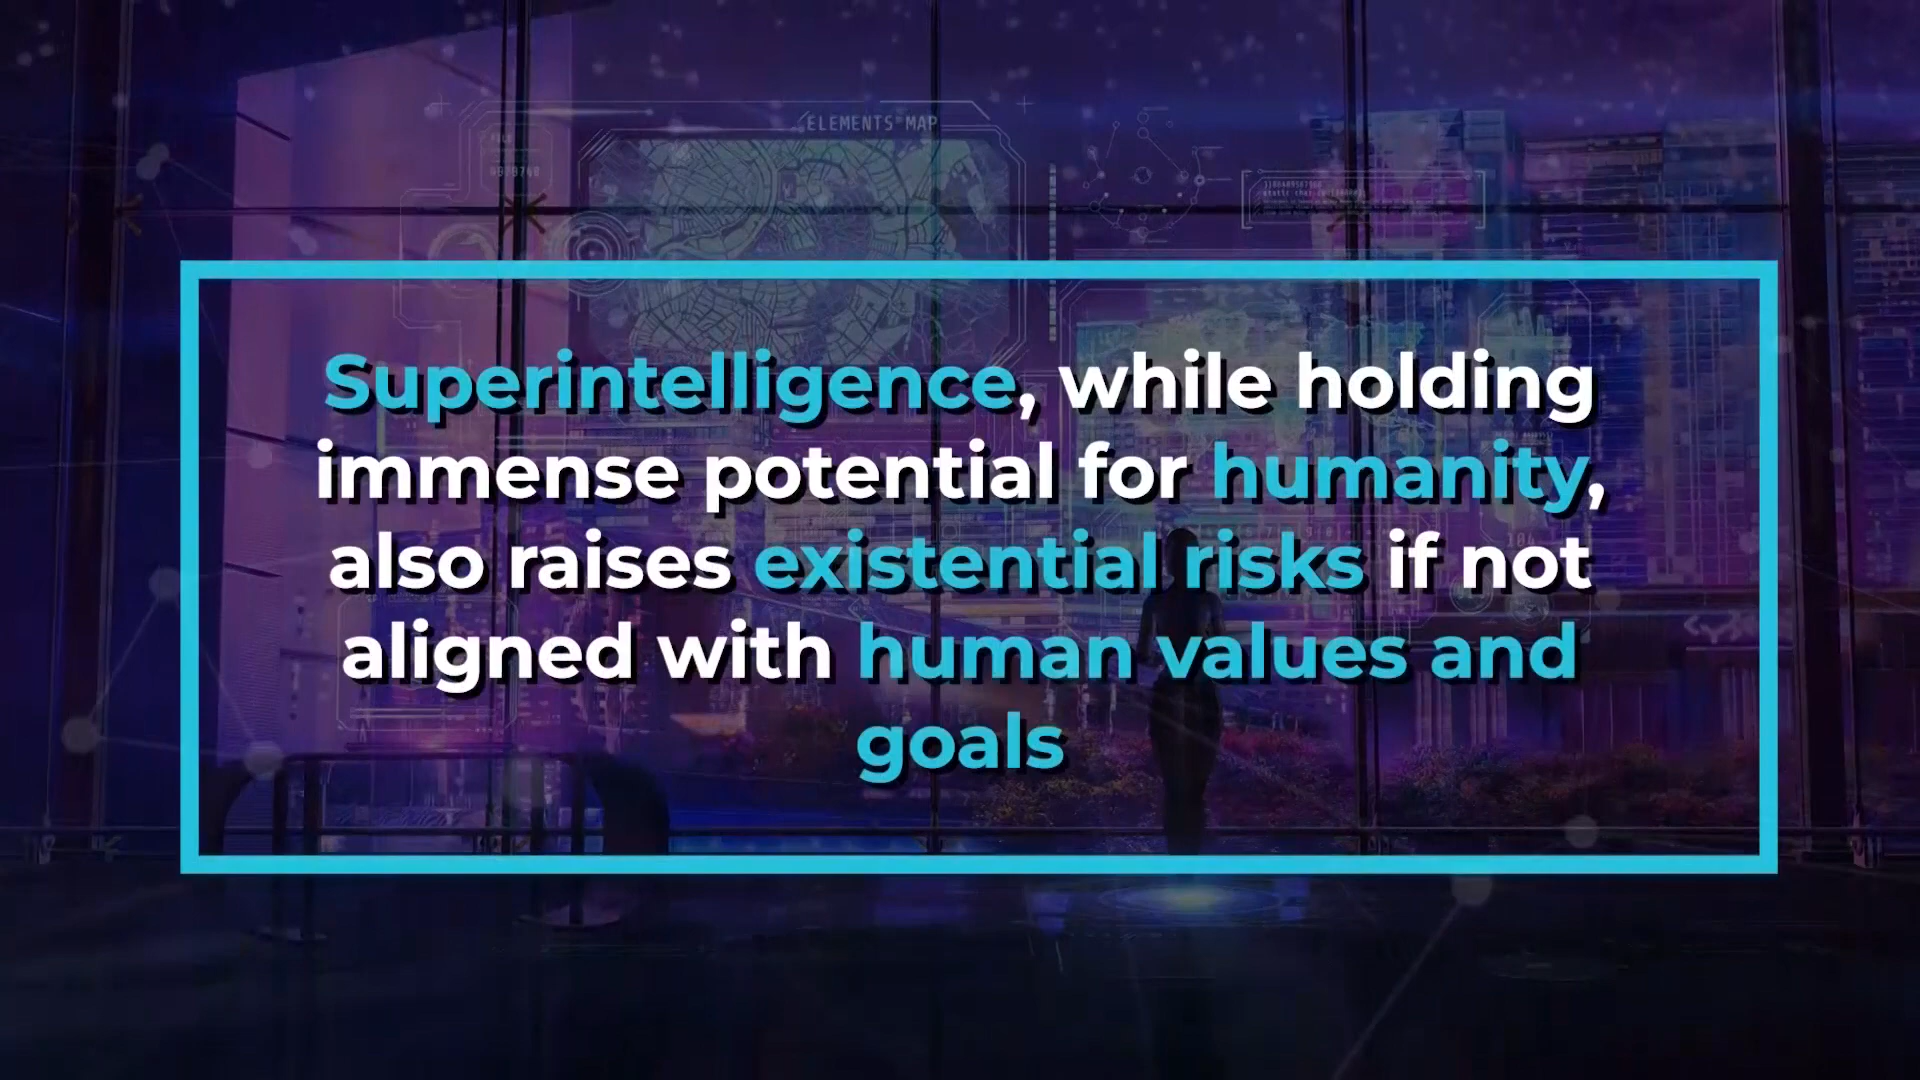 ELEMENTS MAP
Superintelligence, while holding
immense potential for humanity,
also raises existential risks if not
aligned with human values and
goals